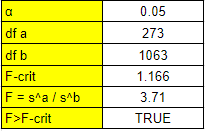 α 0.05
df a 273
df b 1063
F-crit 1.166
F = s^a / s^b 3.71
F>F-crit TRUE